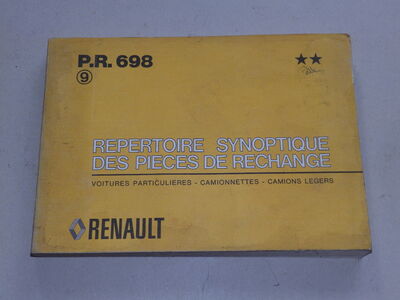 P.R. 698
9
REPERTOIRE SYNOPTIQUE
DES PIECES DE RECHANGE
VOITURES PARTICULIERES - CAMIONNETTES - CAMIONS LEGERS
RENAULT